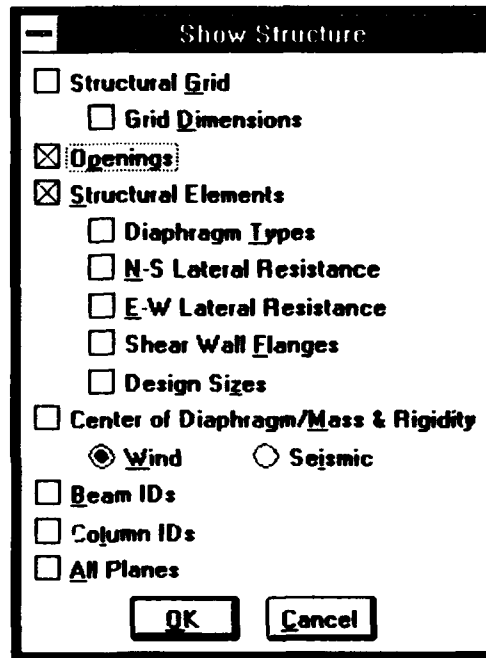 Show Structure
Structural Grid
Grid Dimensions
Openings
Structural Elements
Diaphragm Types
N-S Lateral Resistance
E-W Lateral Resistance
Shear Wall Flanges
Design Sizes
Center of Diaphragm/Mass & Rigidity
Wind Seismic
Beam IDs
Column IDs
All Planes
OK Cancel